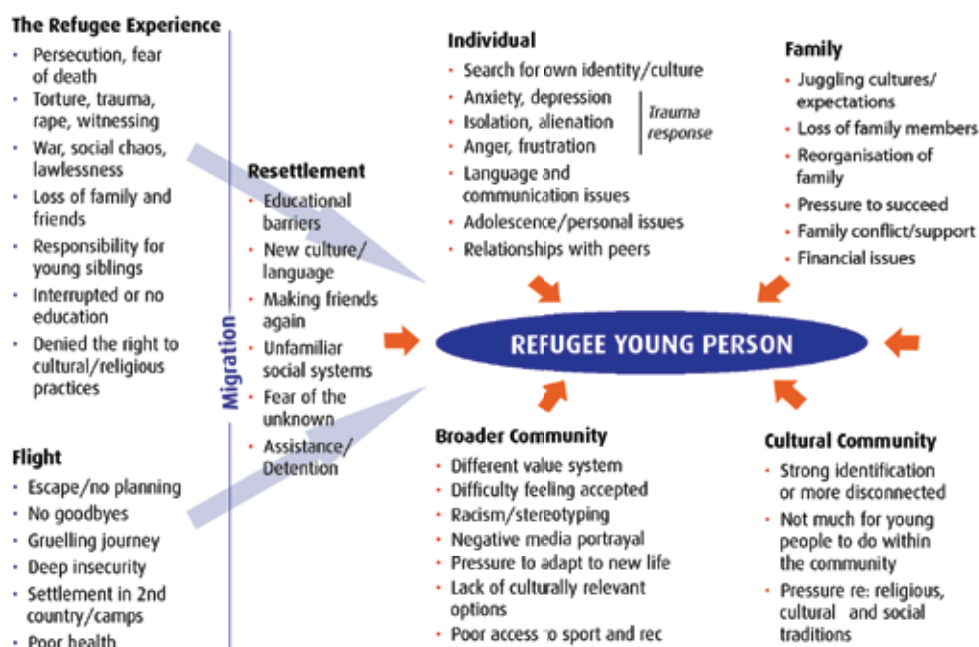 The Refugee Experience
• Persecution, fear
of death
• Torture, trauma,
rape, witnessing
• War, social chaos,
lawlessness
• Loss of family and
friends
• Responsibility for
young siblings
• Interrupted or no
education
• Denied the right to
cultural/religious
practices
Flight
• Escape/no planning
• No goodbyes
• Gruelling journey
• Deep insecurity
• Settlement in 2nd
country/camps
• Poor health
Migration
Resettlement
• Educational
barriers
• New culture/
language
• Making friends
again
• Unfamiliar
social systems
• Fear of the
unknown
• Assistance/
Detention
Individual
• Search for own identity/culture
• Anxiety, depression
• Isolation, alienation
• Anger, frustration
Trauma
response
• Language and
communication issues
• Adolescence/personal issues
• Relationships with peers
Family
• Juggling cultures/
expectations
• Loss of family members
• Reorganisation of
family
• Pressure to succeed
• Family conflict/support
• Financial issues
REFUGEE YOUNG PERSON
Broader Community
• Different value system
• Difficulty feeling accepted
• Racism/stereotyping
• Negative media portrayal
• Pressure to adapt to new life
• Lack of culturally relevant
options
• Poor access to sport and rec
Cultural Community
• Strong identification
or more disconnected
• Not much for young
people to do within
the community
• Pressure re: religious,
cultural and social
traditions